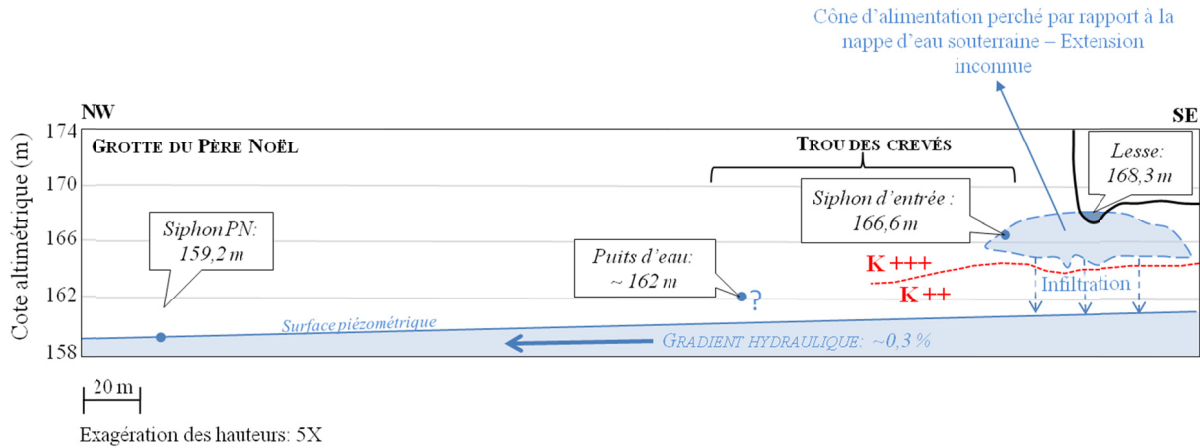 Cône d'alimentation perché par rapport à la
nappe d'eau souterraine – Extension
inconnue
NW
SE
Cote altimétrique (m)
174
170
166
162
158
GROTTE DU PÈRE NOËL
TROU DES CREVÉS
Lesse:
168,3 m
Siphon d'entrée :
166,6 m
Siphon PN:
159,2 m
Puits d'eau:
~ 162 m
?
K +++
K ++
Infiltration
Surface piézométrique
GRADIENT HYDRAULIQUE: ~0,3 %
20 m
Exagération des hauteurs: 5X